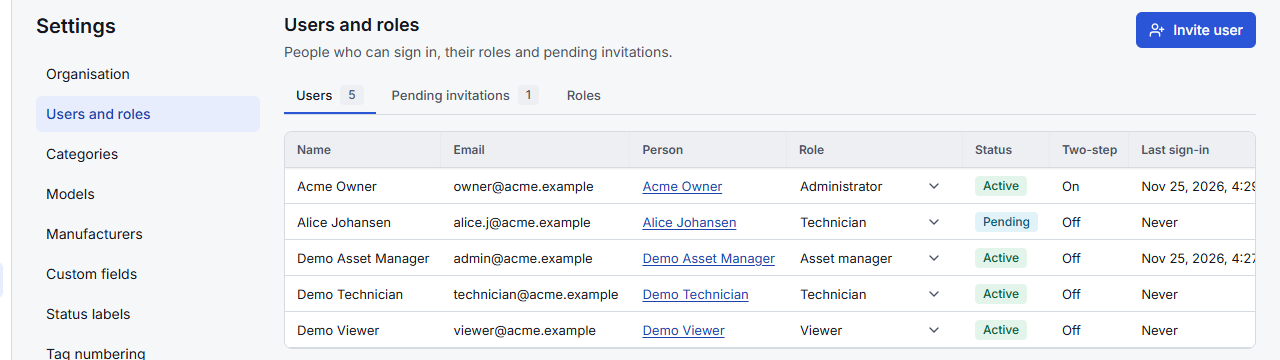 Settings
Organisation
Users and roles
Categories
Models
Manufacturers
Custom fields
Status labels
Tag numbering
Users and roles
People who can sign in, their roles and pending invitations.
Invite user
Users 5 Pending invitations 1 Roles
Name Email Person Role Status Two-step Last sign-in
Acme Owner owner@acme.example Acme Owner Administrator Active On Nov 25, 2026, 4:29
Alice Johansen alice.j@acme.example Alice Johansen Technician Pending Off Never
Demo Asset Manager admin@acme.example Demo Asset Manager Asset manager Active Off Nov 25, 2026, 4:27
Demo Technician technician@acme.example Demo Technician Technician Active Off Never
Demo Viewer viewer@acme.example Demo Viewer Viewer Active Off Never